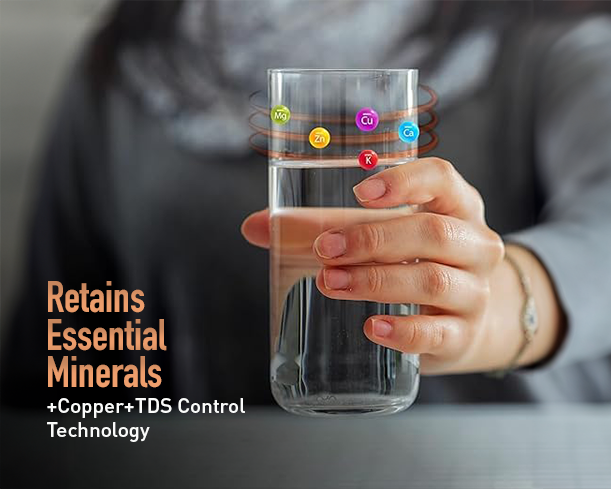 Mg
Cu
Ca
Zn
K
Retains
Essential
Minerals
+Copper+TDS Control
Technology